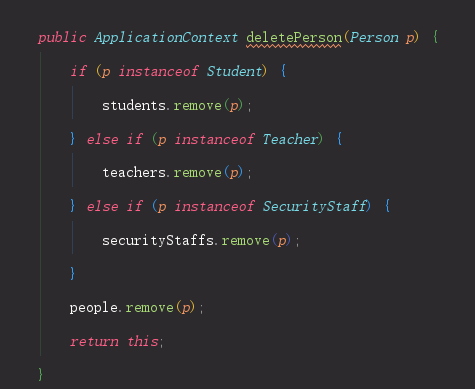 public ApplicationContext deletePerson(Person p) {
if (p instanceof Student) {
students.remove(p);
} else if (p instanceof Teacher) {
teachers.remove(p);
} else if (p instanceof SecurityStaff) {
securityStaffs.remove(p);
}
people.remove(p);
return this;
}